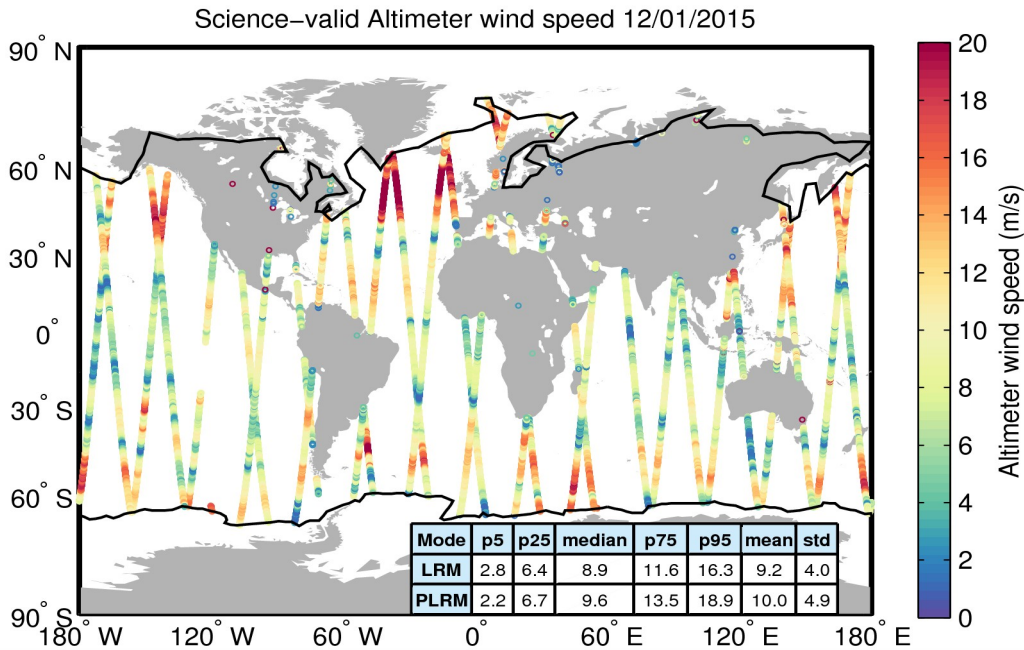 Science−valid Altimeter wind speed 12/01/2015
90° N
60° N
30° N
0°
30° S
60° S
90° S
180° W
120° W
60° W
0°
60° E
120° E
180° E
Mode p5 p25 median p75 p95 mean std
LRM 2.8 6.4 8.9 11.6 16.3 9.2 4.0
PLRM 2.2 6.7 9.6 13.5 18.9 10.0 4.9
20
18
16
14
12
10
8
6
4
2
0
Altimeter wind speed (m/s)